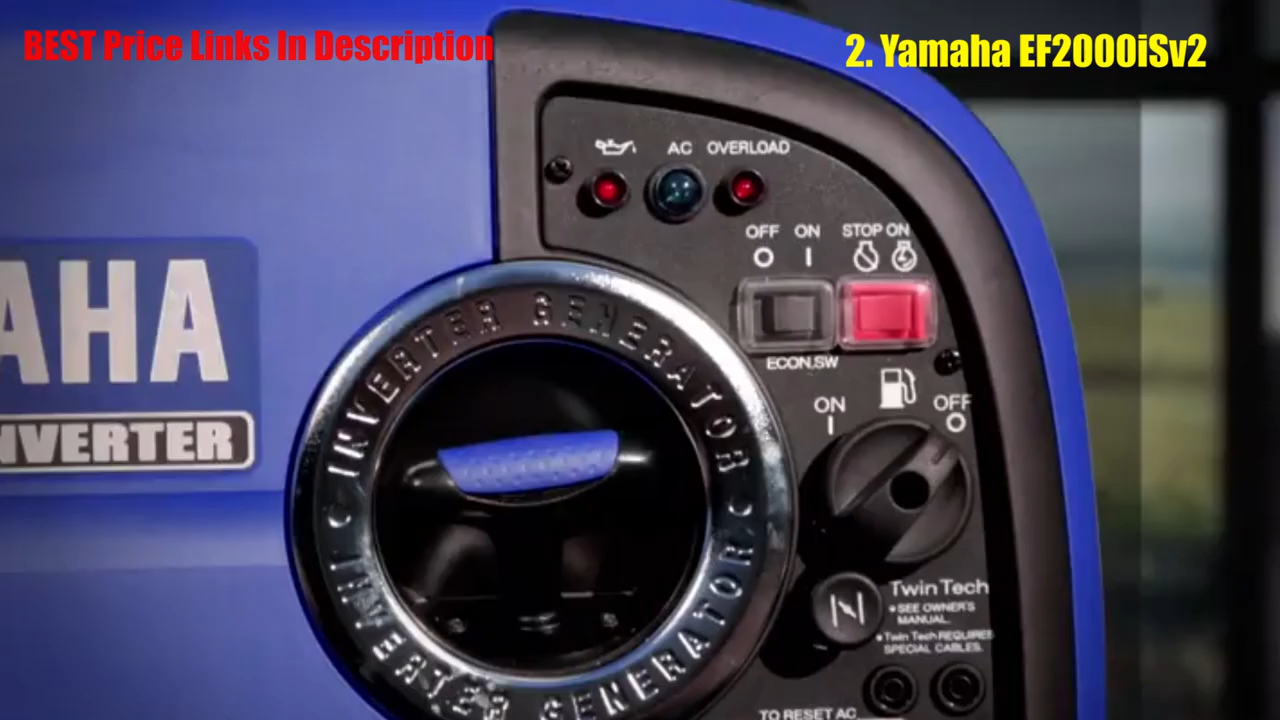 BEST Price Links In Description
2. Yamaha EF2000iSv2
AC OVERLOAD
OFF ON
STOP ON
ECON.SW
ON
OFF
AHA
NVERTER
INVERTER GENERATOR
INVERTER GENERATOR
Twin Tech
• SEE OWNER'S
MANUAL.
• Twin Tech REQUIRES
SPECIAL CABLES.
TO RESET AC